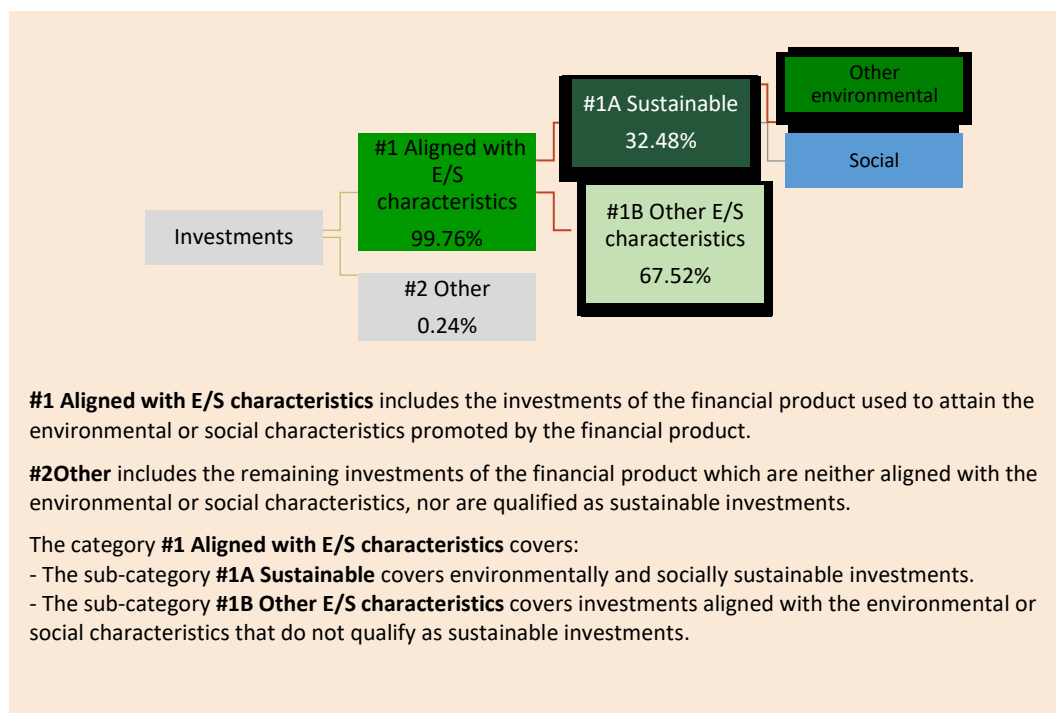 Other
environmental
#1A Sustainable
32.48%
#1 Aligned with
E/S
characteristics
99.76%
Social
#1B Other E/S
characteristics
67.52%
Investments
#2 Other
0.24%
#1 Aligned with E/S characteristics includes the investments of the financial product used to attain the
environmental or social characteristics promoted by the financial product.
#2Other includes the remaining investments of the financial product which are neither aligned with the
environmental or social characteristics, nor are qualified as sustainable investments.
The category #1 Aligned with E/S characteristics covers:
- The sub-category #1A Sustainable covers environmentally and socially sustainable investments.
- The sub-category #1B Other E/S characteristics covers investments aligned with the environmental or
social characteristics that do not qualify as sustainable investments.